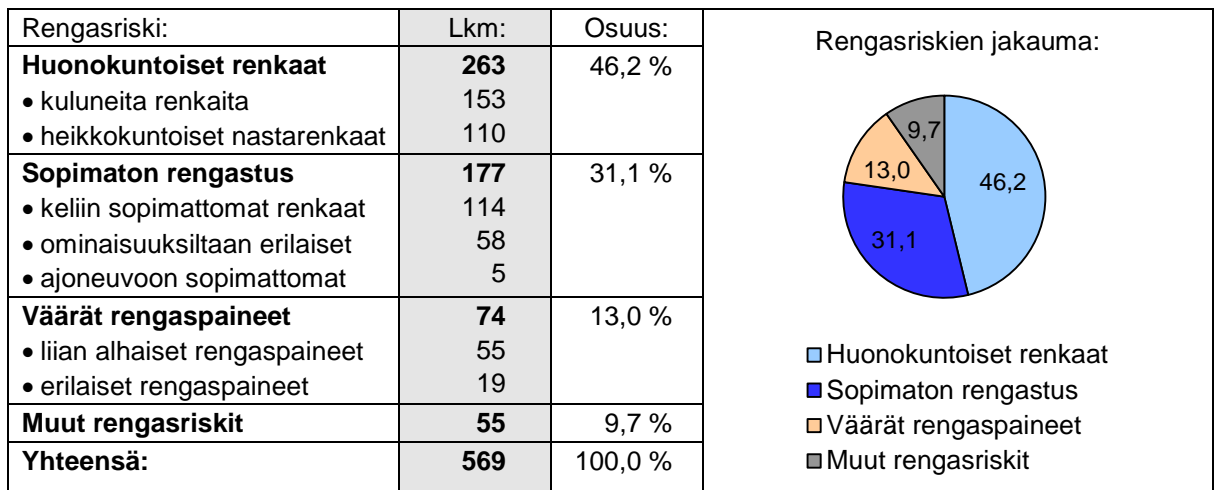 Rengasriski: Lkm: Osuus:
Huonokuntoiset renkaat 263 46,2 %
• kuluneita renkaita 153
• heikkokuntoiset nastarenkaat 110
Sopimaton rengastus 177 31,1 %
• keliin sopimattomat renkaat 114
• ominaisuuksiltaan erilaiset 58
• ajoneuvoon sopimattomat 5
Väärät rengaspaineet 74 13,0 %
• liian alhaiset rengaspaineet 55
• erilaiset rengaspaineet 19
Muut rengasriskit 55 9,7 %
Yhteensä: 569 100,0 %
Rengasriskien jakauma:
9,7
13,0
46,2
31,1
Huonokuntoiset renkaat
Sopimaton rengastus
Väärät rengaspaineet
Muut rengasriskit